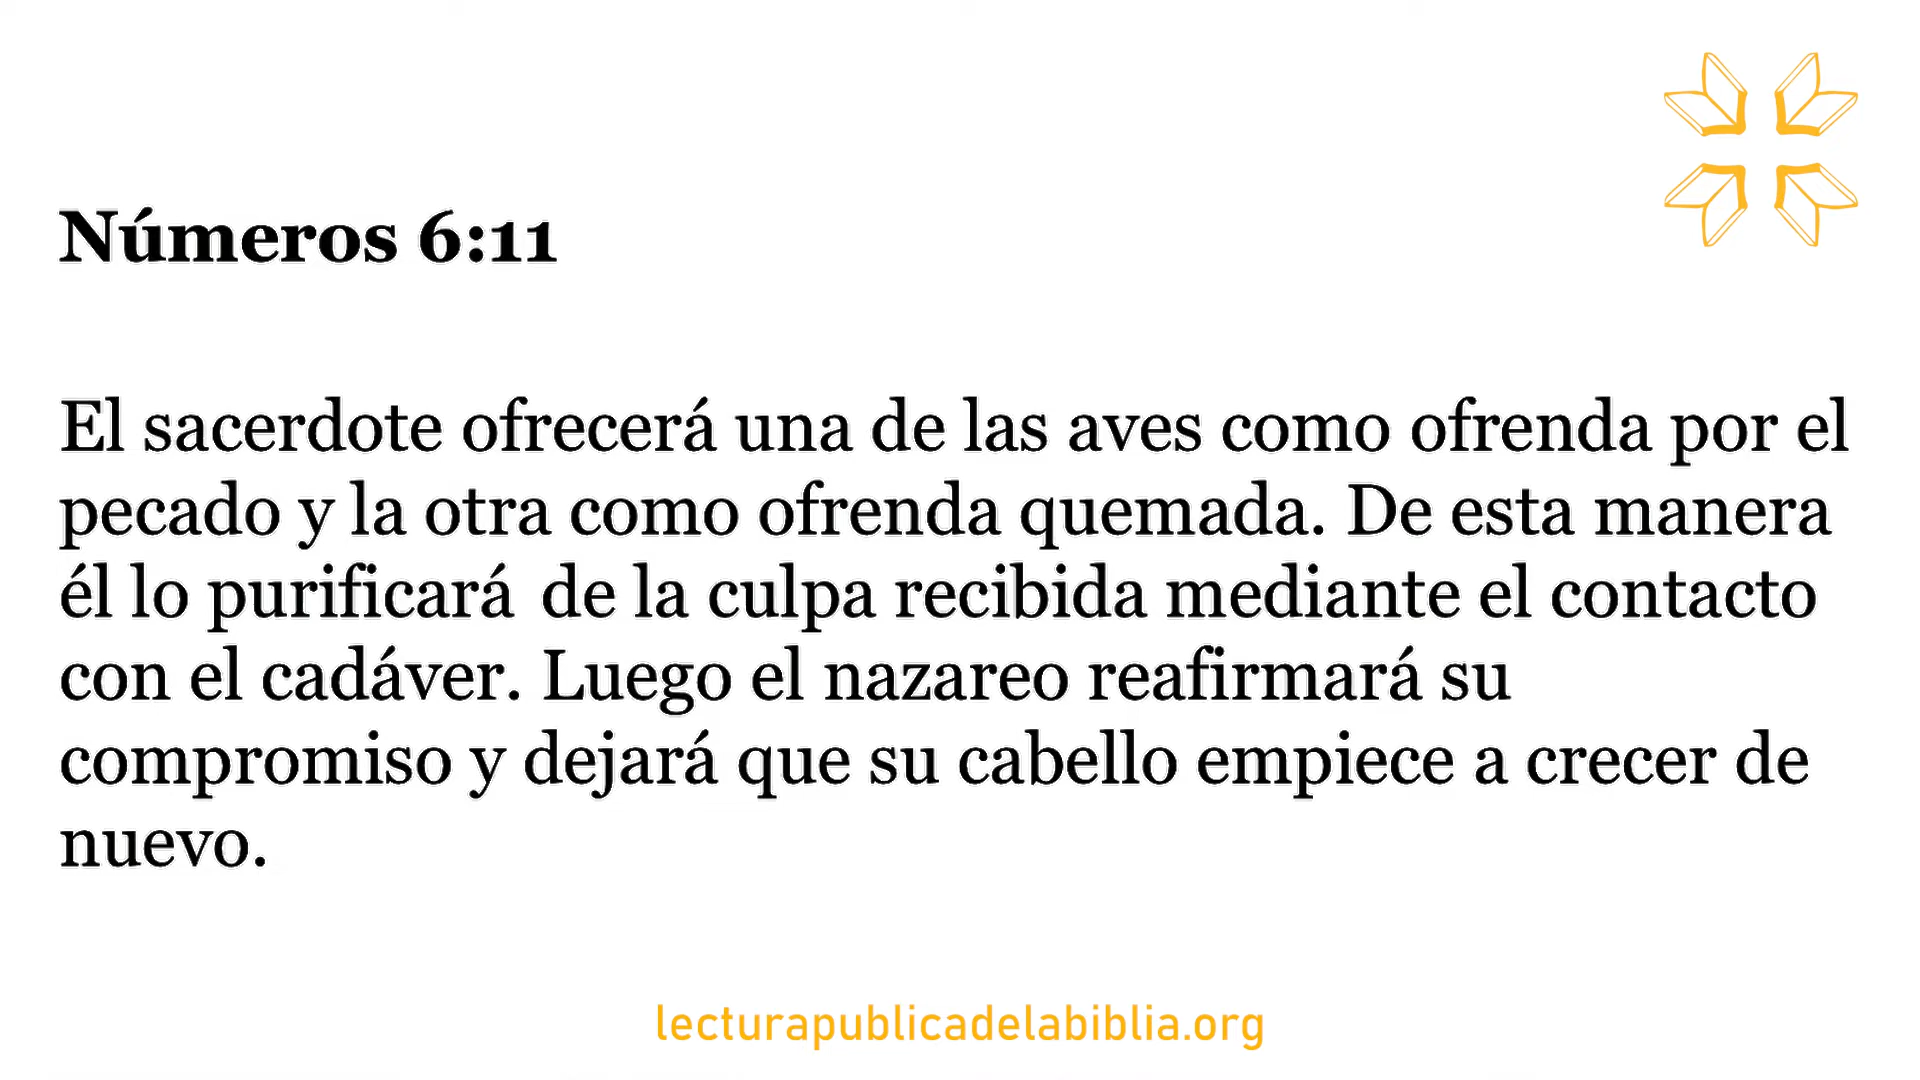 Números 6:11
El sacerdote ofrecerá una de las aves como ofrenda por el
pecado y la otra como ofrenda quemada. De esta manera
él lo purificará de la culpa recibida mediante el contacto
con el cadáver. Luego el nazareo reafirmará su
compromiso y dejará que su cabello empiece a crecer de
nuevo.
lecturapublicadelabiblia.org